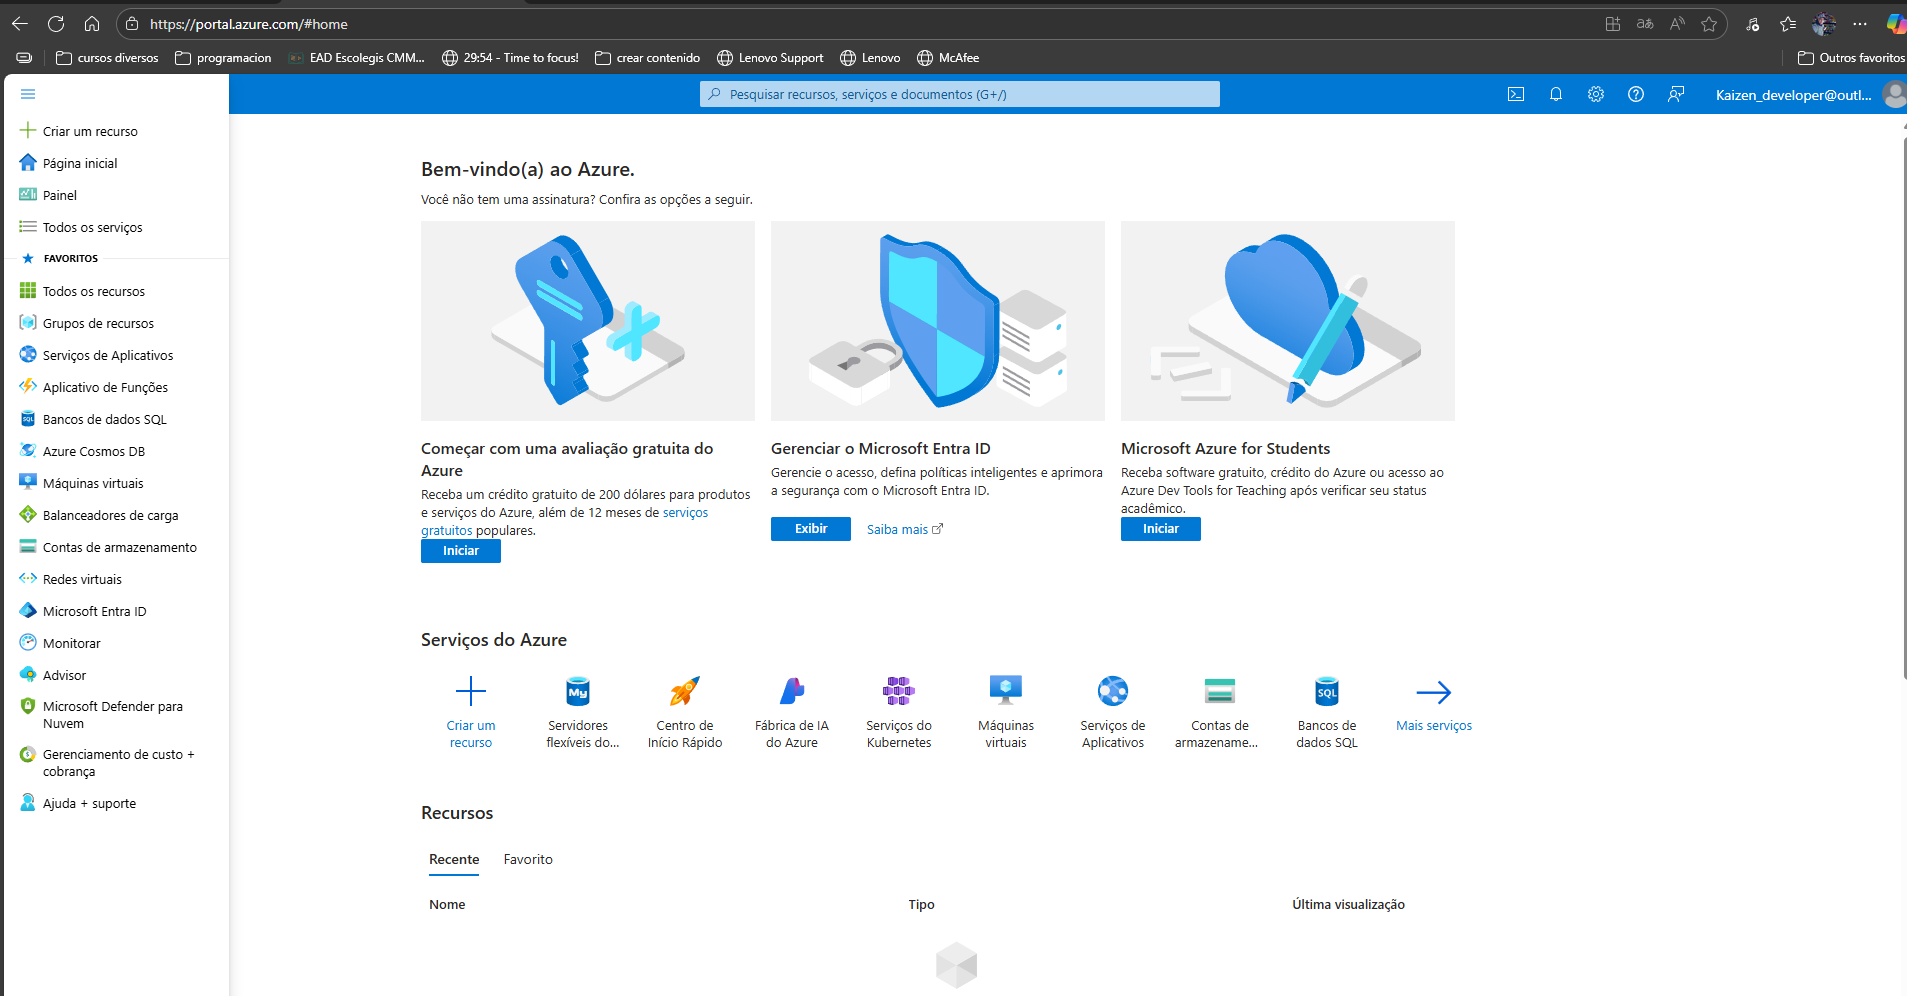 https://portal.azure.com/#home
cursos diversos
programacion
EAD Escolegis CMM...
29:54 - Time to focus!
crear contenido
Lenovo Support
Lenovo
McAfee
Outros favoritos
Pesquisar recursos, serviços e documentos (G+/)
Kaizen_developer@outl...
Criar um recurso
Página inicial
Painel
Todos os serviços
FAVORITOS
Todos os recursos
Grupos de recursos
Serviços de Aplicativos
Aplicativo de Funções
Bancos de dados SQL
Azure Cosmos DB
Máquinas virtuais
Balanceadores de carga
Contas de armazenamento
Redes virtuais
Microsoft Entra ID
Monitorar
Advisor
Microsoft Defender para
Nuvem
Gerenciamento de custo +
cobrança
Ajuda + suporte
Bem-vindo(a) ao Azure.
Você não tem uma assinatura? Confira as opções a seguir.
Começar com uma avaliação gratuita do
Azure
Receba um crédito gratuito de 200 dólares para produtos
e serviços do Azure, além de 12 meses de serviços
gratuitos populares.
Iniciar
Gerenciar o Microsoft Entra ID
Gerencie o acesso, defina políticas inteligentes e aprimora
a segurança com o Microsoft Entra ID.
Exibir
Saiba mais
Microsoft Azure for Students
Receba software gratuito, crédito do Azure ou acesso ao
Azure Dev Tools for Teaching após verificar seu status
acadêmico.
Iniciar
Serviços do Azure
Criar um
recurso
My
Servidores
flexíveis do...
Centro de
Início Rápido
Fábrica de IA
do Azure
Serviços do
Kubernetes
Máquinas
virtuais
Serviços de
Aplicativos
Contas de
armazename...
SQL
Bancos de
dados SQL
Mais serviços
Recursos
Recente
Favorito
Nome
Tipo
Última visualização